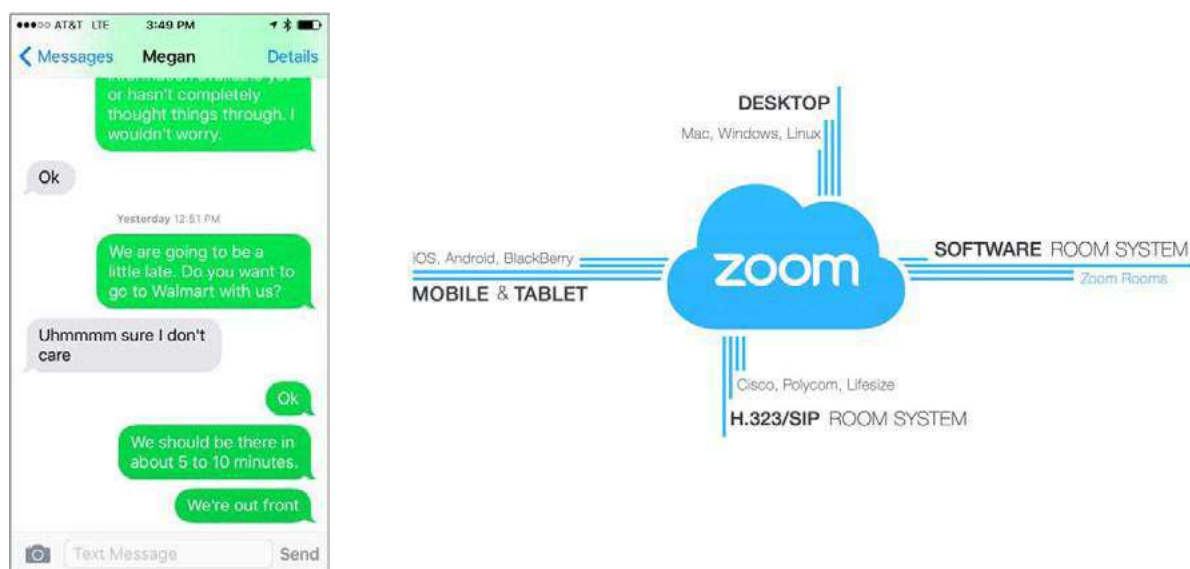 AT&T LTE 3:49 PM
Messages Megan Details
or hasn't completely
thought things through. I
wouldn't worry.
Ok
Yesterday 12:51 PM
We are going to be a
little late. Do you want to
go to Walmart with us?
Uhmmmm sure I don't
care
Ok
We should be there in
about 5 to 10 minutes.
We're out front
Text Message Send
DESKTOP
Mac, Windows, Linux
zoom
iOS, Android, BlackBerry
MOBILE & TABLET
SOFTWARE ROOM SYSTEM
Zoom Rooms
Cisco, Polycom, Lifesize
H.323/SIP ROOM SYSTEM